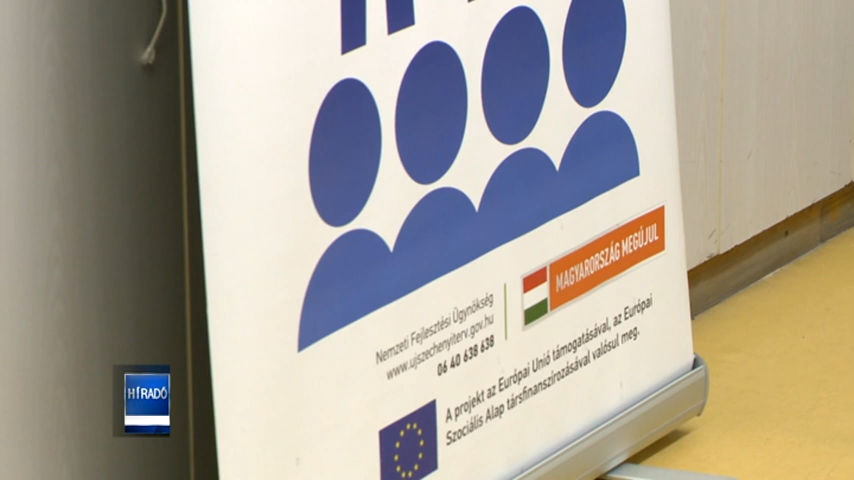 MAGYARORSZÁG MEGÚJUL
Nemzeti Fejlesztési Ügynökség
www.ujszechenyiterv.gov.hu
06 40 638 638
A projekt az Európai Unió támogatásával, az Európai
Szociális Alap társfinanszírozásával valósul meg.
HÍRADÓ